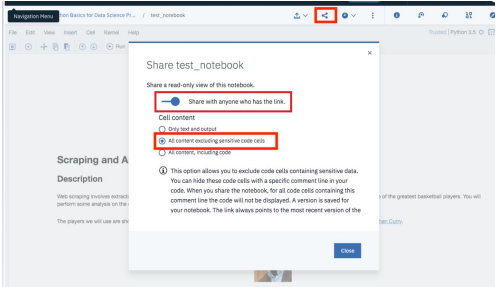 Navigation Menu
thon Basics for Data Science Pr... / test_notebook
File Edit View Insert Cell Kernel Help
Trusted | Python 3.5
Run
Share test_notebook
×
Share a read-only view of this notebook.
Share with anyone who has the link.
Cell content
Only text and output
All content excluding sensitive code cells
All content, including code
This option allows you to exclude code cells containing sensitive data.
You can hide these code cells with a specific comment line in your
code. When you share the notebook, for all code cells containing this
comment line the code will not be displayed. A version is saved for
your notebook. The link always points to the most recent version of the
Close
Scraping and A
Description
Web scraping involves extracti
o of the greatest basketball players. You will
perform some analysis on the
The players we will use are sho
hen Curry.